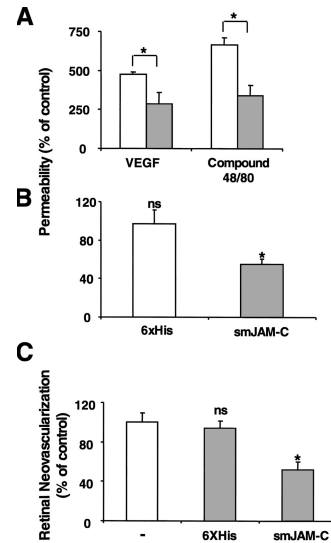 A
Permeability (% of control)
750
500
250
0
*
*
VEGF
Compound
48/80
B
120
80
40
0
ns
*
6xHis
smJAM-C
C
Retinal Neovascularization
(% of control)
120
80
40
0
ns
*
-
6XHis
smJAM-C